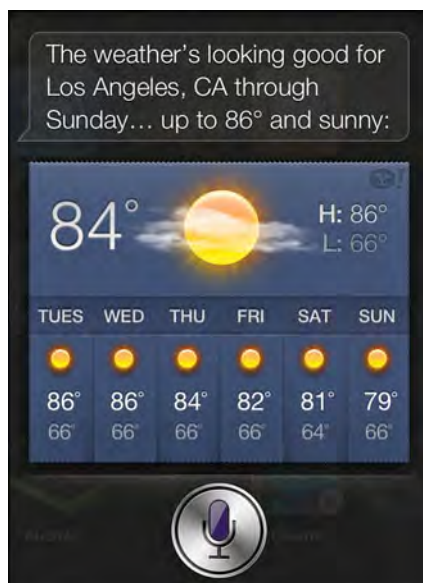 The weather's looking good for
Los Angeles, CA through
Sunday... up to 86° and sunny:
84°
H: 86°
L: 66°
TUES WED THU FRI SAT SUN
86° 86° 84° 82° 81° 79°
66° 66° 66° 66° 64° 66°